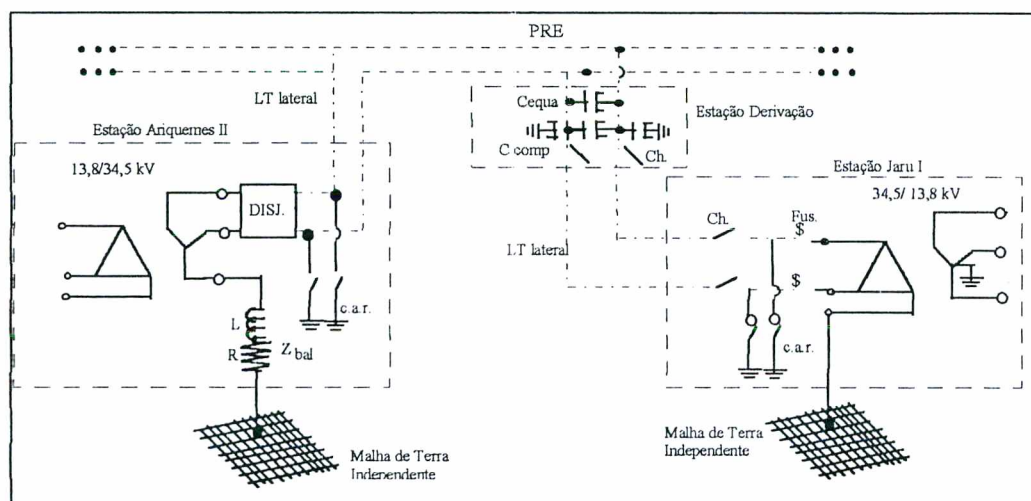 PRE
LT lateral
Cequa
Estação Derivação
Estação Ariquemes II
C comp
Ch.
Estação Jaru I
13,8/34,5 kV
34,5/ 13,8 kV
DISJ.
Ch.
Fus.
$
LT lateral
$
c.a.r.
L
Z bal
R
c.a.r.
Malha de Terra
Independente
Malha de Terra
Independente